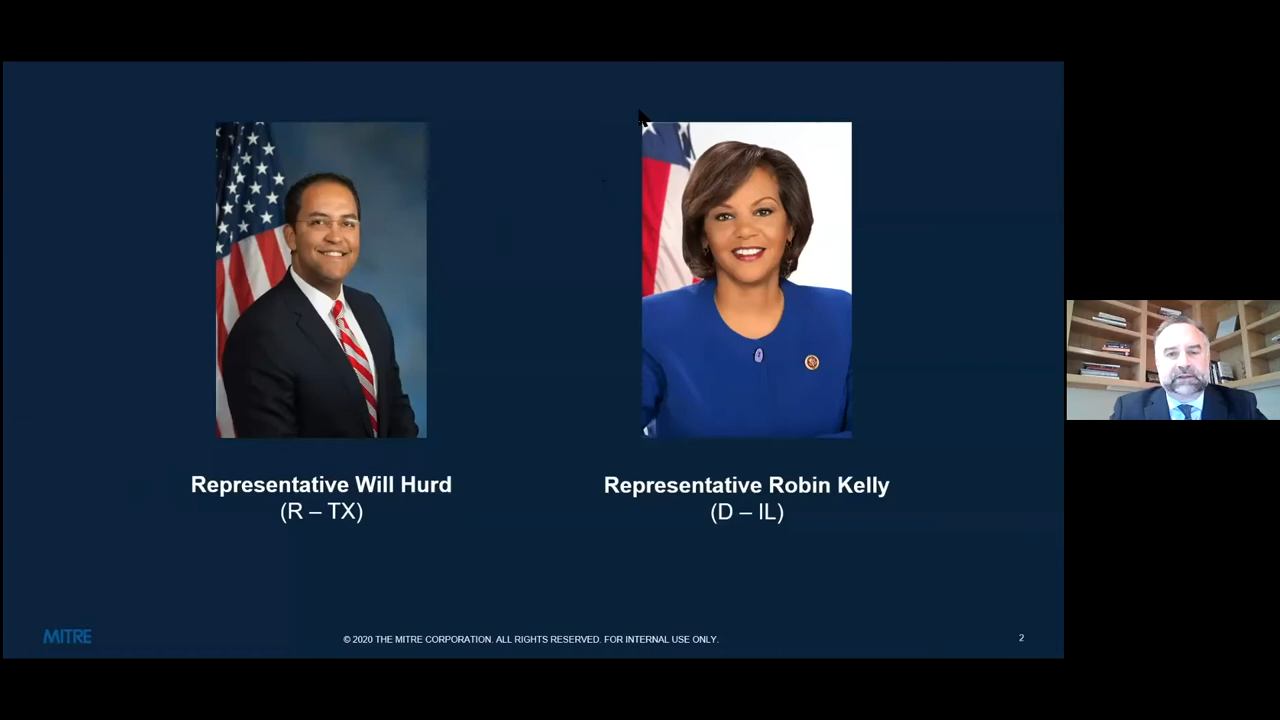 Representative Will Hurd
(R – TX)
Representative Robin Kelly
(D – IL)
MITRE
© 2020 THE MITRE CORPORATION. ALL RIGHTS RESERVED. FOR INTERNAL USE ONLY.
2